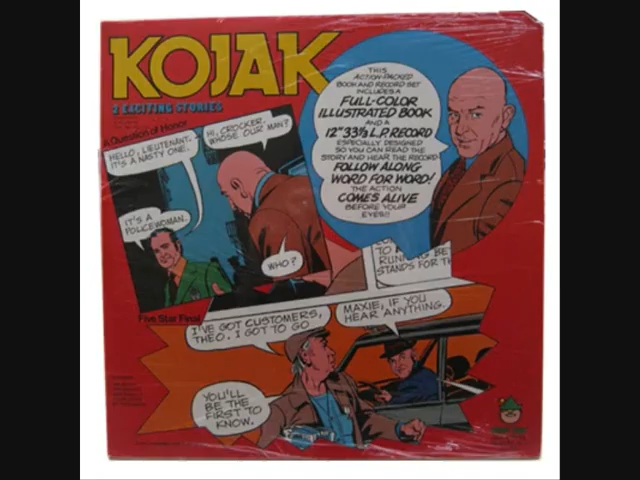 KOJAK
2 EXCITING STORIES
A Question of Honor
HELLO, LIEUTENANT.
IT'S A NASTY ONE.
HI, CROCKER.
WHOSE OUR MAN?
IT'S A
POLICEWOMAN.
WHO?
THIS
ACTION-PACKED
BOOK AND RECORD SET
INCLUDES A
FULL-COLOR
ILLUSTRATED BOOK
AND A
12" 33⅓ L.P. RECORD
ESPECIALLY DESIGNED
SO YOU CAN READ THE
STORY AND HEAR THE RECORD
FOLLOW ALONG
WORD FOR WORD!
THE ACTION
COMES ALIVE
BEFORE YOUR
EYES!!
STANDS FOR
Five Star Final
I'VE GOT CUSTOMERS,
THEO. I GOT TO GO
MAXIE, IF YOU
HEAR ANYTHING.
YOU'LL
BE THE
FIRST TO
KNOW.